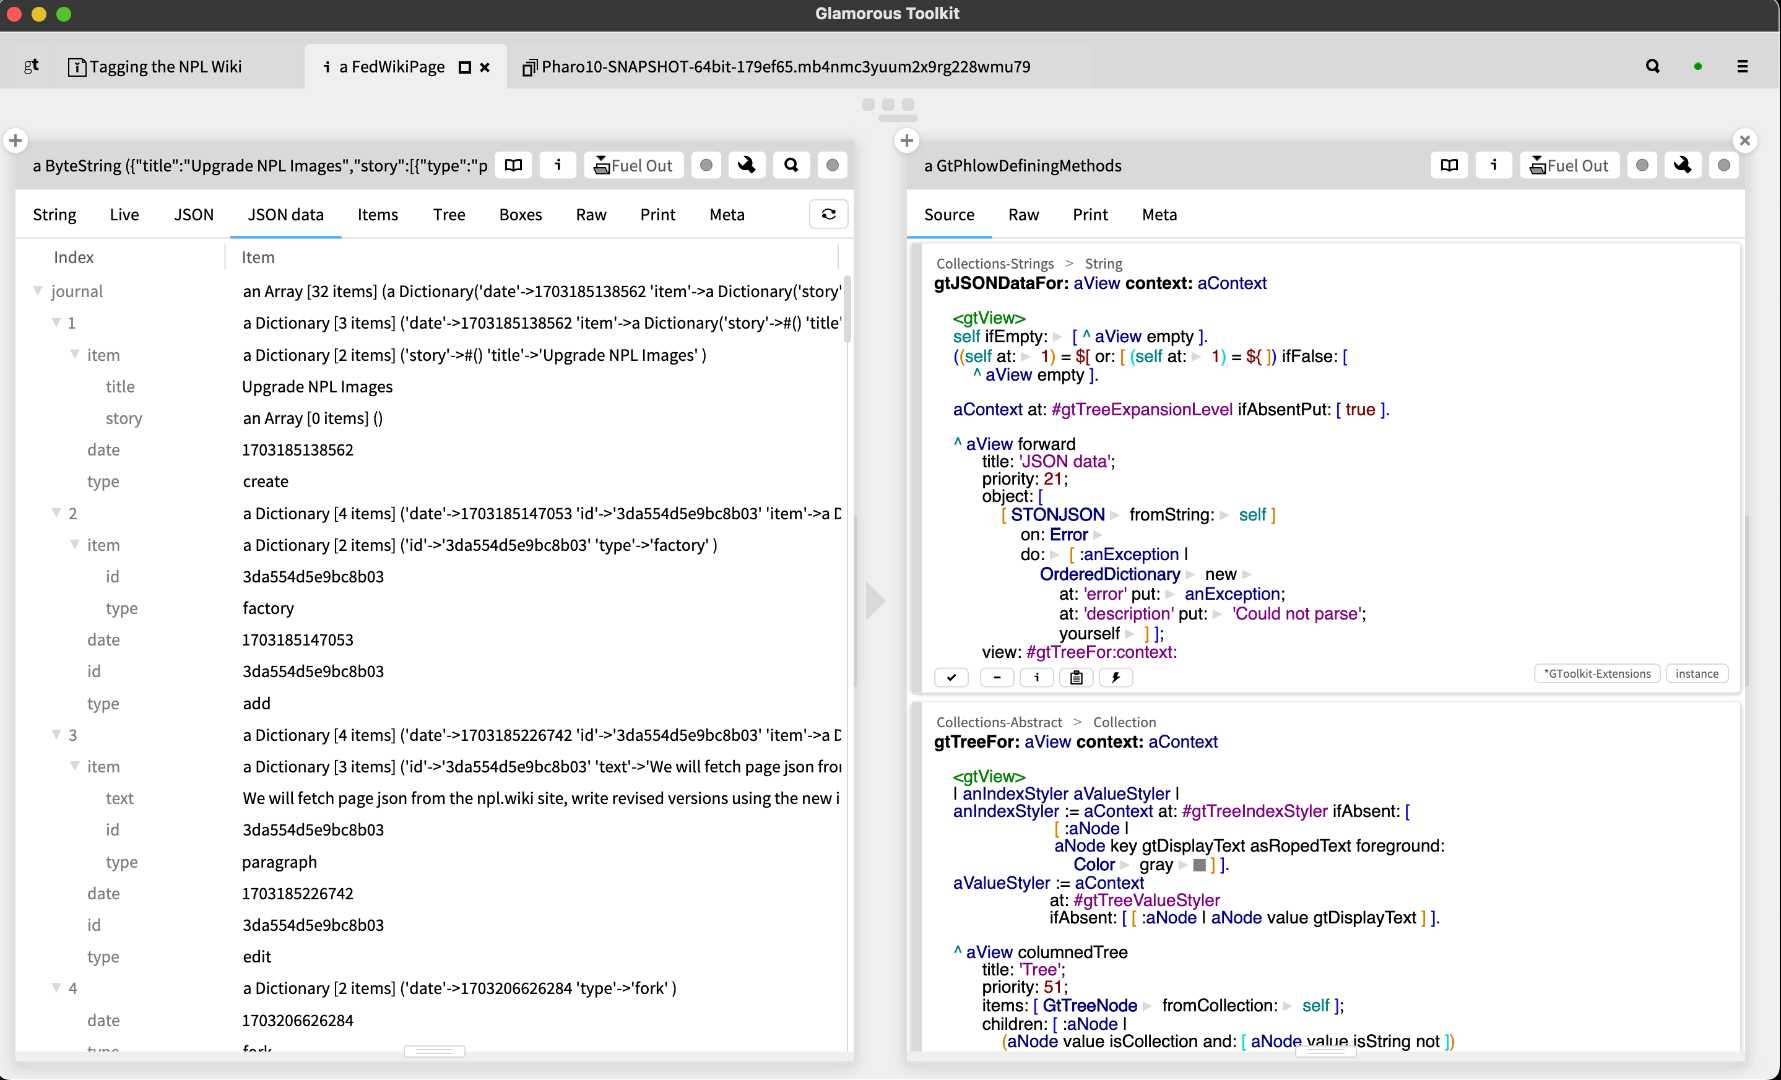 Glamorous Toolkit
gt
Tagging the NPL Wiki
a FedWikiPage
Pharo10-SNAPSHOT-64bit-179ef65.mb4nmc3yuum2x9rg228wmu79
a ByteString ({"title":"Upgrade NPL Images","story":[{"type":"p
Fuel Out
String Live JSON JSON data Items Tree Boxes Raw Print Meta
Index Item
journal an Array [32 items] (a Dictionary('date'->1703185138562 'item'->a Dictionary('story'
1 a Dictionary [3 items] ('date'->1703185138562 'item'->a Dictionary('story'->#() 'title'
item a Dictionary [2 items] ('story'->#() 'title'->'Upgrade NPL Images' )
title Upgrade NPL Images
story an Array [0 items] ()
date 1703185138562
type create
2 a Dictionary [4 items] ('date'->1703185147053 'id'->'3da554d5e9bc8b03' 'item'->a D
item a Dictionary [2 items] ('id'->'3da554d5e9bc8b03' 'type'->'factory' )
id 3da554d5e9bc8b03
type factory
date 1703185147053
id 3da554d5e9bc8b03
type add
3 a Dictionary [4 items] ('date'->1703185226742 'id'->'3da554d5e9bc8b03' 'item'->a D
item a Dictionary [3 items] ('id'->'3da554d5e9bc8b03' 'text'->'We will fetch page json fro
text We will fetch page json from the npl.wiki site, write revised versions using the new i
id 3da554d5e9bc8b03
type paragraph
date 1703185226742
id 3da554d5e9bc8b03
type edit
4 a Dictionary [2 items] ('date'->1703206626284 'type'->'fork' )
date 1703206626284
type fork
a GtPhlowDefiningMethods
Fuel Out
Source Raw Print Meta
Collections-Strings > String
gtJSONDataFor: aView context: aContext
<gtView>
self ifEmpty: [ ^ aView empty ].
((self at: 1) = $[ or: [ (self at: 1) = ${ ]) ifFalse: [
^ aView empty ].
aContext at: #gtTreeExpansionLevel ifAbsentPut: [ true ].
^ aView forward
title: 'JSON data';
priority: 21;
object: [
[ STONJSON fromString: self ]
on: Error
do: [ :anException |
OrderedDictionary new
at: 'error' put: anException;
at: 'description' put: 'Could not parse';
yourself ] ];
view: #gtTreeFor:context:
*GToolkit-Extensions instance
Collections-Abstract > Collection
gtTreeFor: aView context: aContext
<gtView>
| anIndexStyler aValueStyler |
anIndexStyler := aContext at: #gtTreeIndexStyler ifAbsent: [
[ :aNode |
aNode key gtDisplayText asRopedText foreground:
Color gray ] ].
aValueStyler := aContext
at: #gtTreeValueStyler
ifAbsent: [ [ :aNode | aNode value gtDisplayText ] ].
^ aView columnedTree
title: 'Tree';
priority: 51;
items: [ GtTreeNode fromCollection: self ];
children: [ :aNode |
(aNode value isCollection and: [ aNode value isString not ])